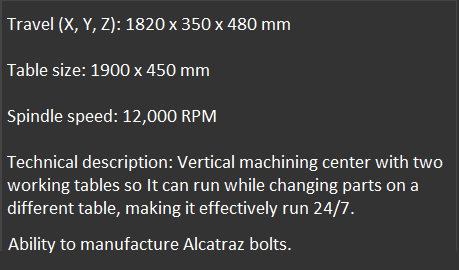 Travel (X, Y, Z): 1820 x 350 x 480 mm
Table size: 1900 x 450 mm
Spindle speed: 12,000 RPM
Technical description: Vertical machining center with two
working tables so It can run while changing parts on a
different table, making it effectively run 24/7.
Ability to manufacture Alcatraz bolts.